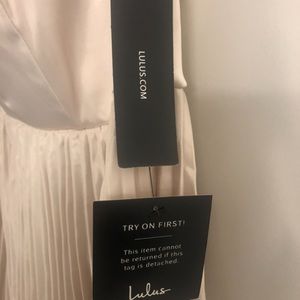 LULUS.COM
TRY ON FIRST!
This item cannot
be returned if this
tag is detached.
Lulus